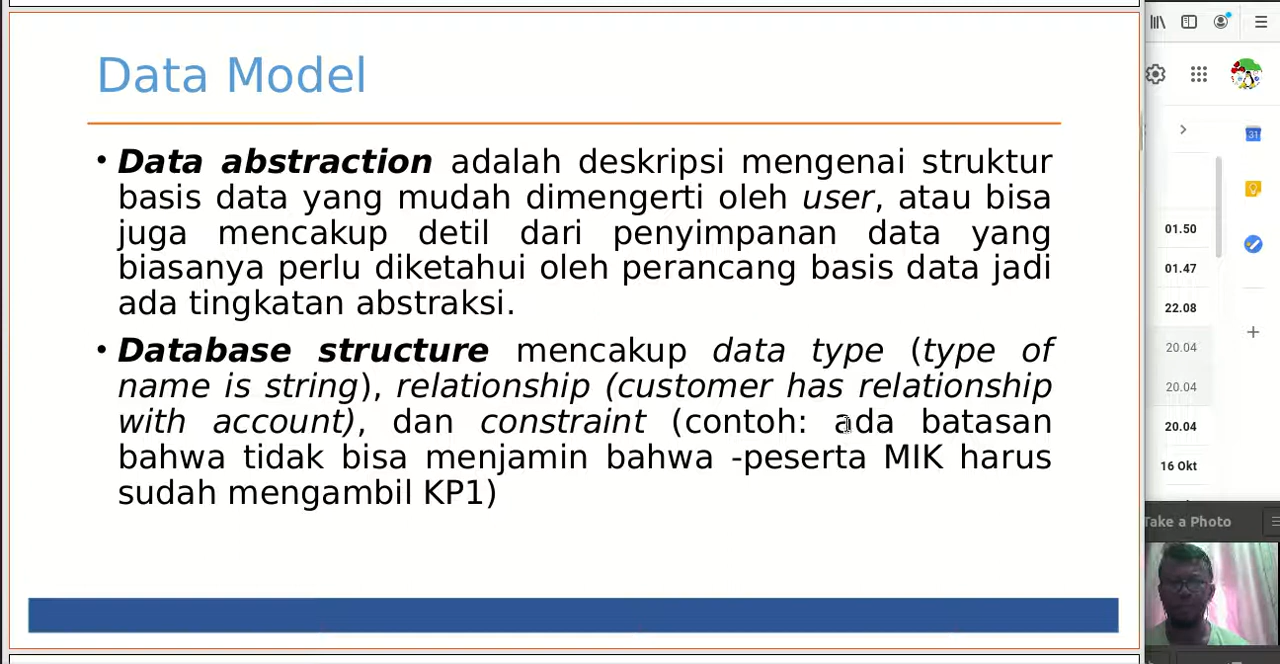 Data Model
• Data abstraction adalah deskripsi mengenai struktur
basis data yang mudah dimengerti oleh user, atau bisa
juga mencakup detil dari penyimpanan data yang
biasanya perlu diketahui oleh perancang basis data jadi
ada tingkatan abstraksi.
• Database structure mencakup data type (type of
name is string), relationship (customer has relationship
with account), dan constraint (contoh: ada batasan
bahwa tidak bisa menjamin bahwa -peserta MIK harus
sudah mengambil KP1)
31
01.50
01.47
22.08
20.04
20.04
20.04
16 Okt
Take a Photo